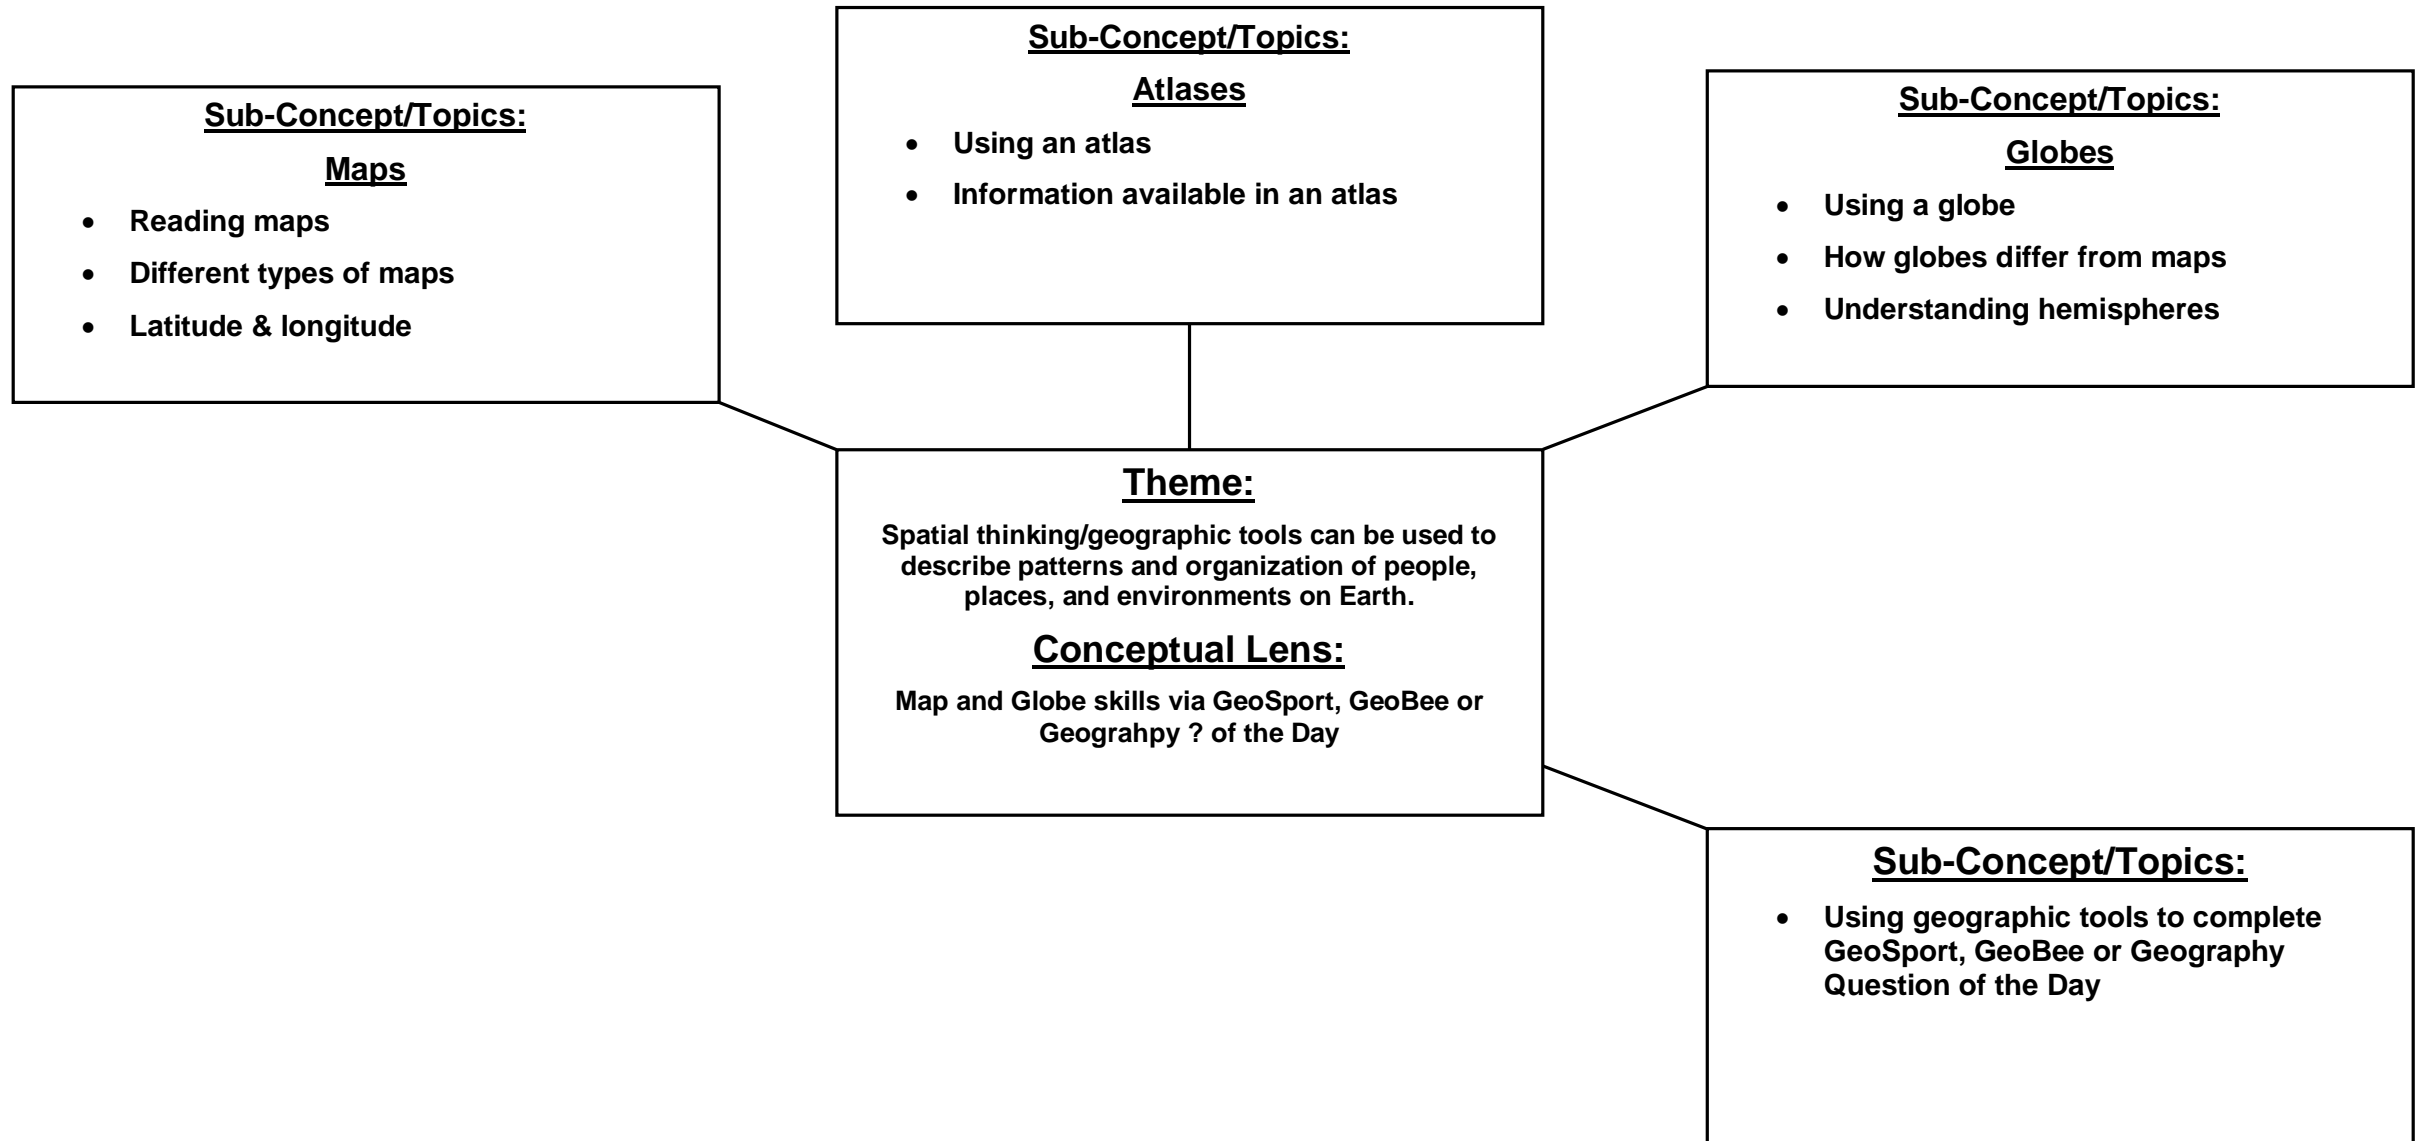 Sub-Concept/Topics:
Maps
• Reading maps
• Different types of maps
• Latitude & longitude
Sub-Concept/Topics:
Atlases
• Using an atlas
• Information available in an atlas
Sub-Concept/Topics:
Globes
• Using a globe
• How globes differ from maps
• Understanding hemispheres
Theme:
Spatial thinking/geographic tools can be used to
describe patterns and organization of people,
places, and environments on Earth.
Conceptual Lens:
Map and Globe skills via GeoSport, GeoBee or
Geograhpy ? of the Day
Sub-Concept/Topics:
• Using geographic tools to complete
GeoSport, GeoBee or Geography
Question of the Day